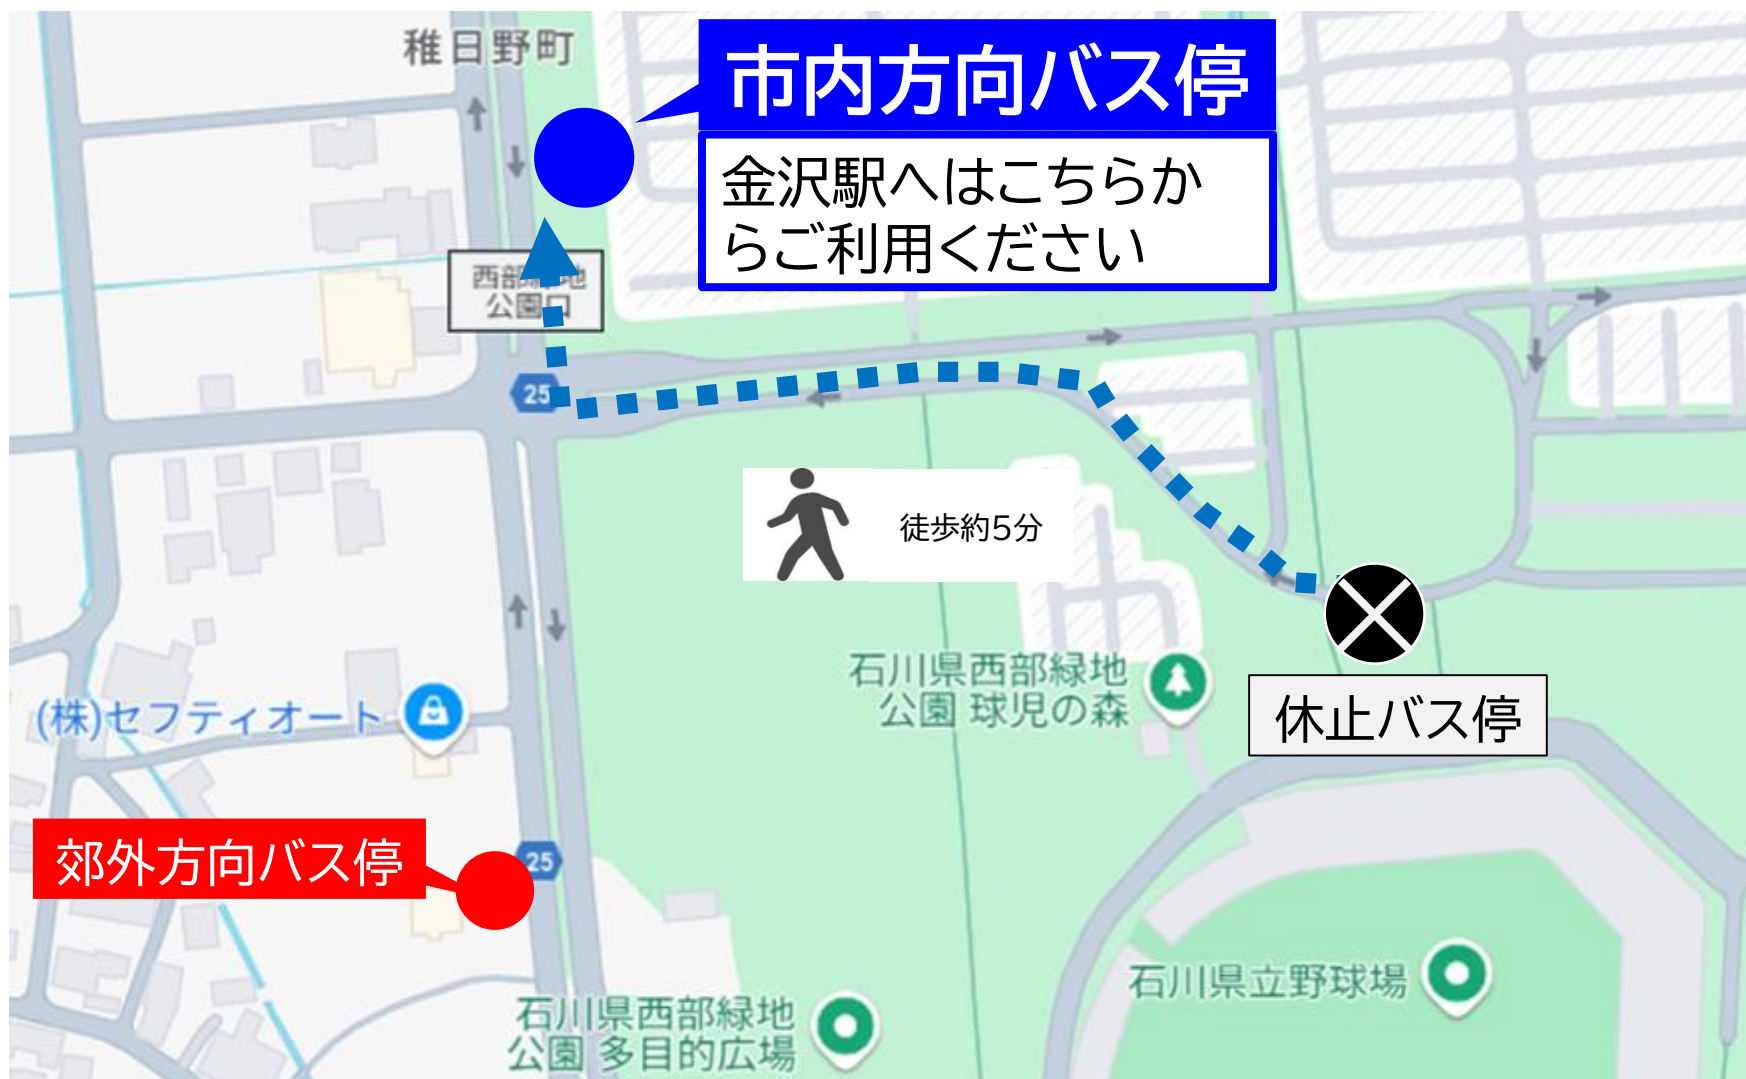 稚日野町
市内方向バス停
金沢駅へはこちらか
らご利用ください
西部緑地
公園口
25
徒歩約5分
石川県西部緑地
公園 球児の森
休止バス停
(株)セフティオート
郊外方向バス停
25
石川県立野球場
石川県西部緑地
公園 多目的広場